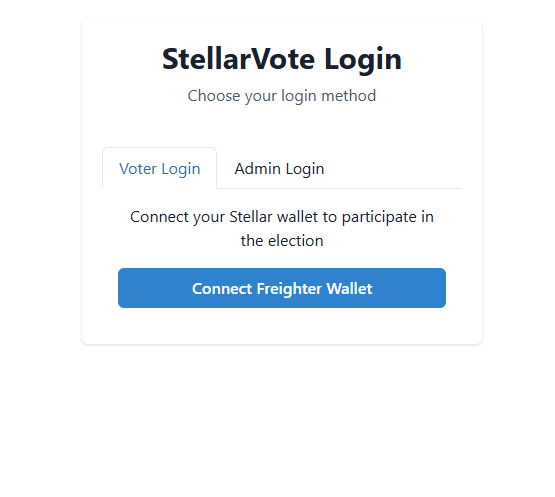 StellarVote Login
Choose your login method
Voter Login
Admin Login
Connect your Stellar wallet to participate in
the election
Connect Freighter Wallet